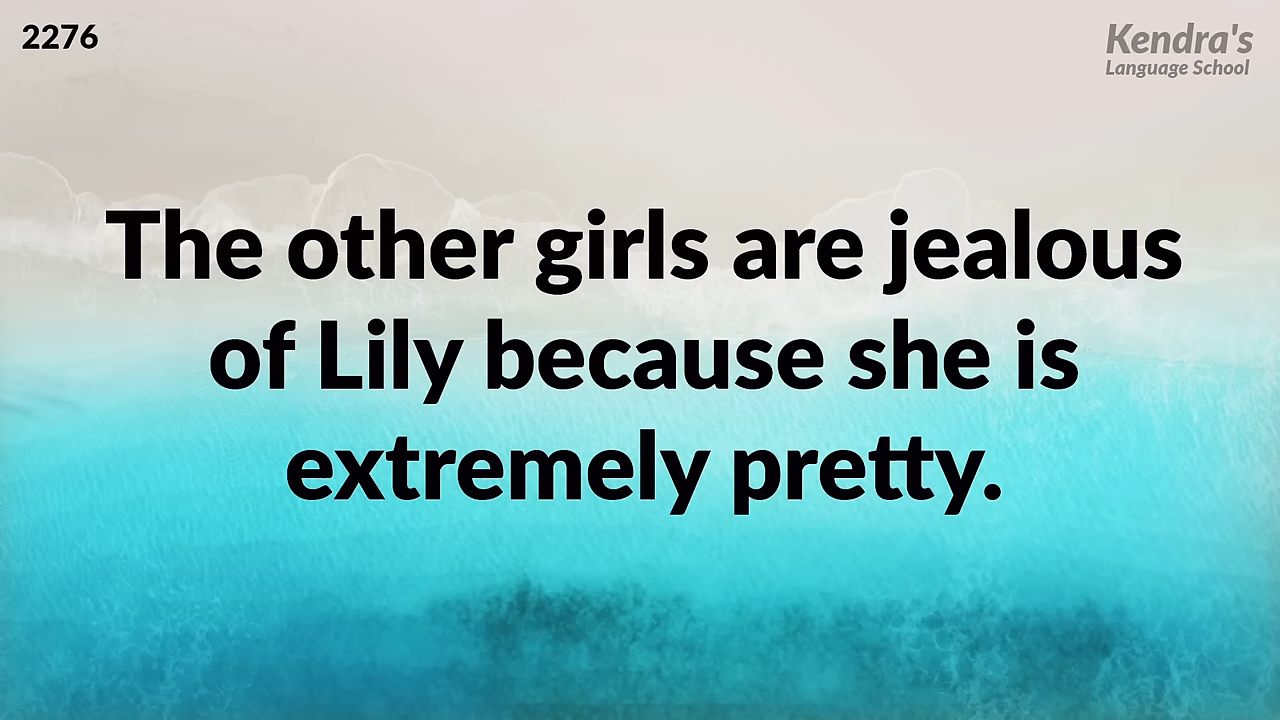 2276
Kendra's
Language School
The other girls are jealous
of Lily because she is
extremely pretty.